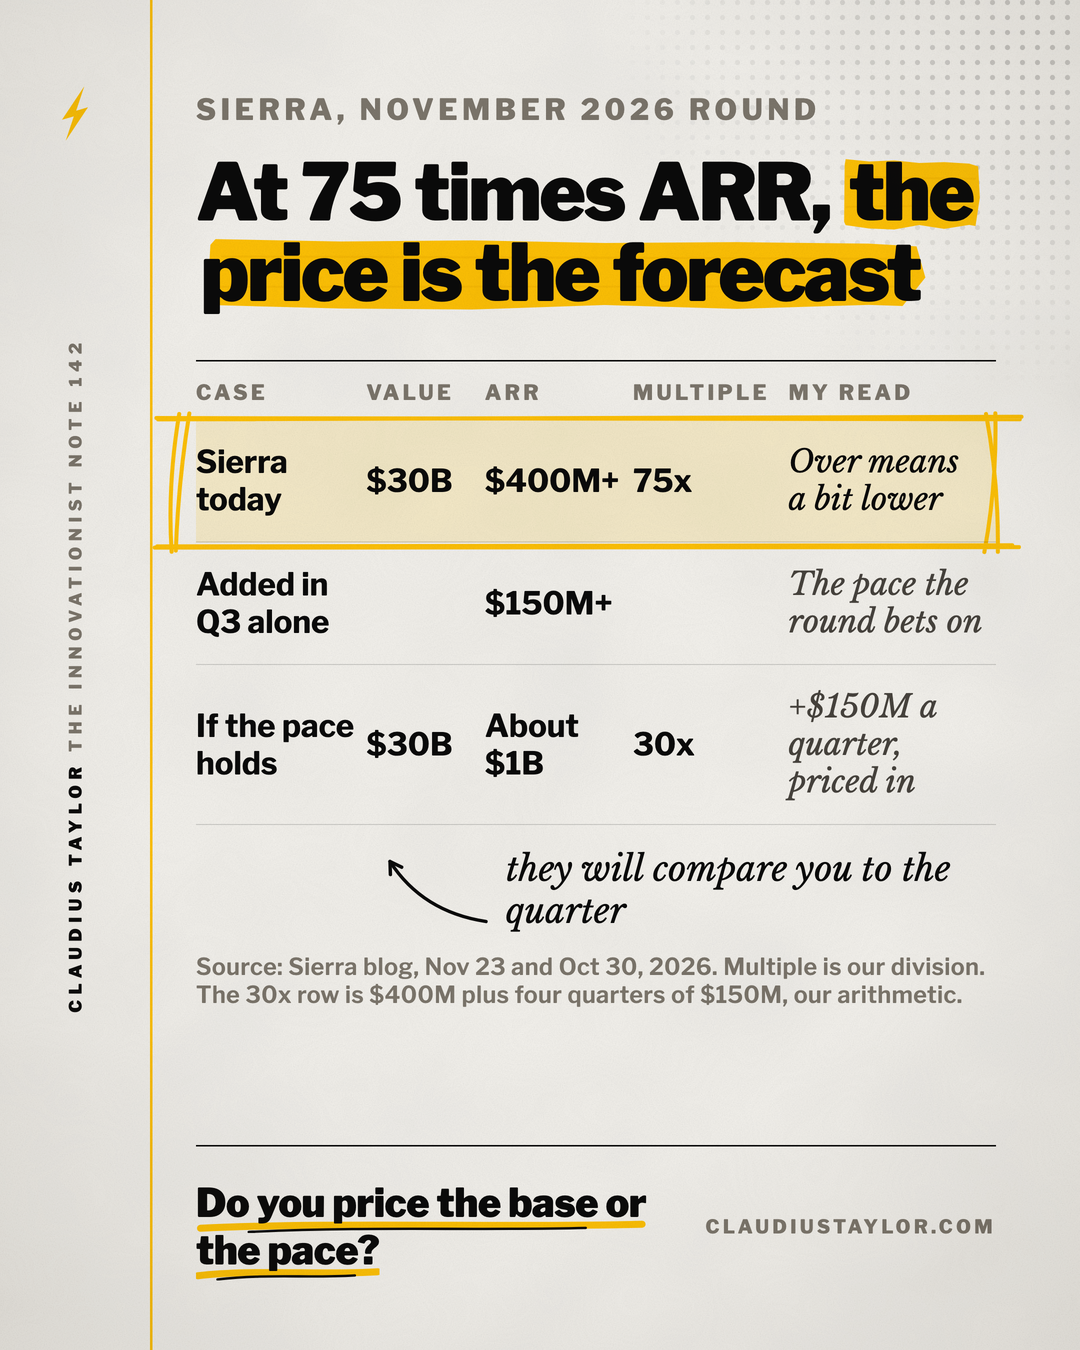 SIERRA, NOVEMBER 2026 ROUND
At 75 times ARR, the
price is the forecast
CASE VALUE ARR MULTIPLE MY READ
Sierra today $30B $400M+ 75x Over means a bit lower
Added in Q3 alone $150M+ The pace the round bets on
If the pace holds $30B About $1B 30x +$150M a quarter, priced in
they will compare you to the
quarter
Source: Sierra blog, Nov 23 and Oct 30, 2026. Multiple is our division.
The 30x row is $400M plus four quarters of $150M, our arithmetic.
Do you price the base or
the pace?
CLAUDIUSTAYLOR.COM
CLAUDIUS TAYLOR THE INNOVATIONIST NOTE 142